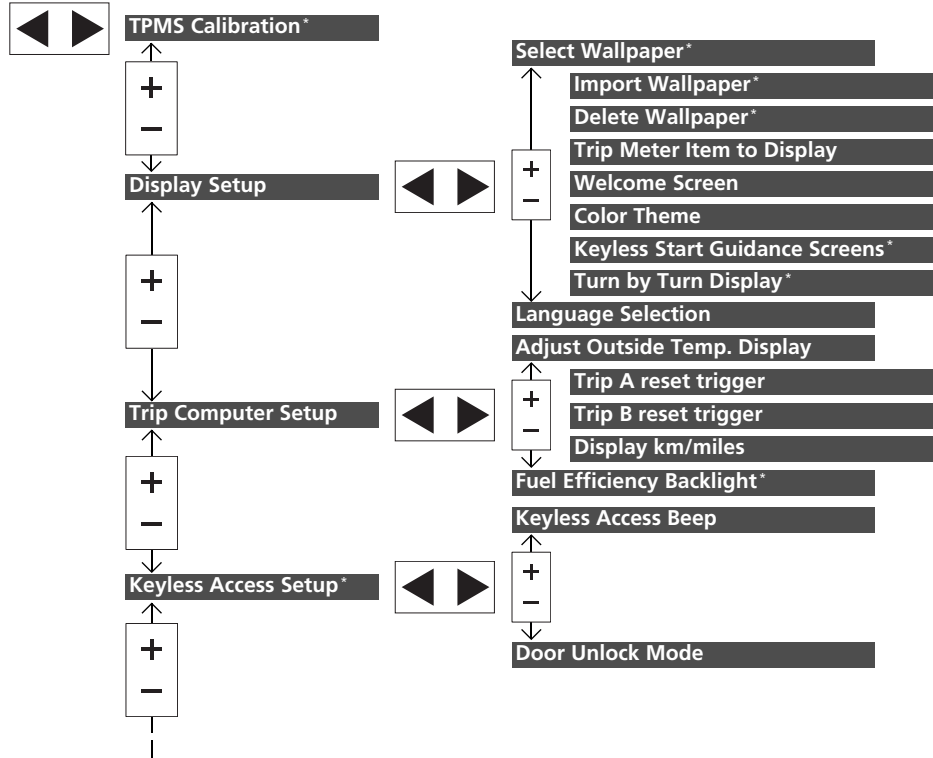 TPMS Calibration*
Select Wallpaper*
+
Import Wallpaper*
−
Delete Wallpaper*
Trip Meter Item to Display
Display Setup
+
−
Welcome Screen
Color Theme
Keyless Start Guidance Screens*
+
−
Turn by Turn Display*
Language Selection
Adjust Outside Temp. Display
Trip A reset trigger
Trip Computer Setup
+
−
Trip B reset trigger
Display km/miles
+
−
Fuel Efficiency Backlight*
Keyless Access Beep
Keyless Access Setup*
+
−
+
−
Door Unlock Mode